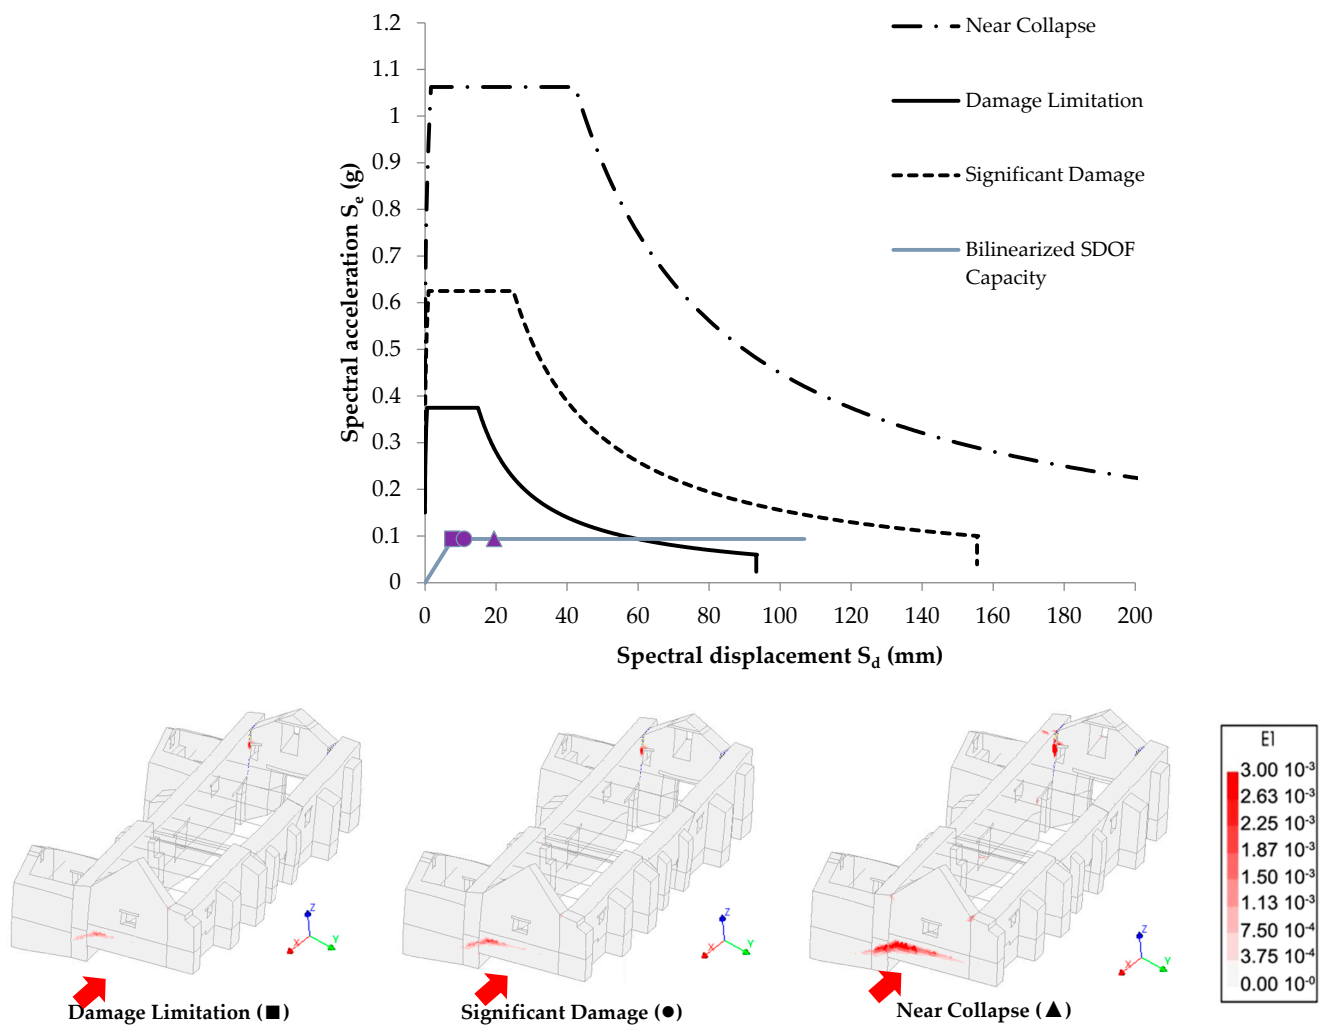 1.2
1.1
1
0.9
0.8
0.7
0.6
0.5
0.4
0.3
0.2
0.1
0
Spectral acceleration Se (g)
0 20 40 60 80 100 120 140 160 180 200
Spectral displacement Sd (mm)
Near Collapse
Damage Limitation
Significant Damage
Bilinearized SDOF
Capacity
Z
X
Y
Damage Limitation (■)
Z
X
Y
Significant Damage (●)
Z
X
Y
Near Collapse (▲)
E1
3.00 10⁻³
2.63 10⁻³
2.25 10⁻³
1.87 10⁻³
1.50 10⁻³
1.13 10⁻³
7.50 10⁻⁴
3.75 10⁻⁴
0.00 10⁻⁰